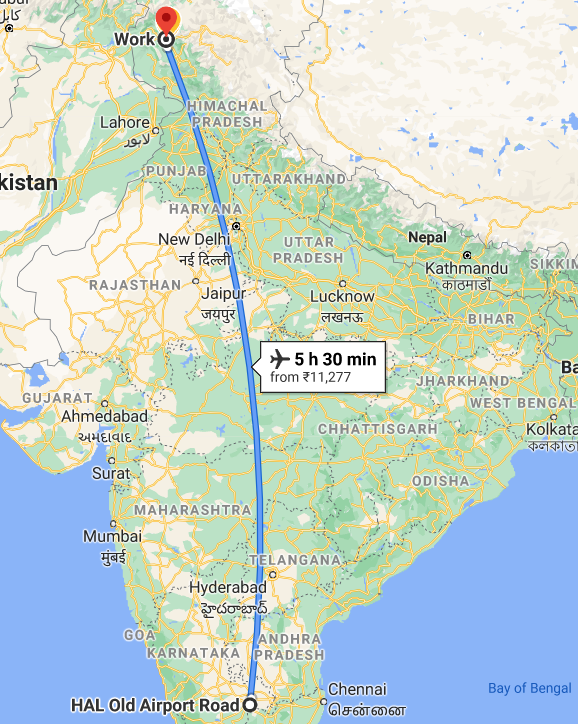 کابل
Work
HIMACHAL
PRADESH
Lahore
لاہور
PUNJAB
kistan
UTTARAKHAND
HARYANA
New Delhi
नई दिल्ली
UTTAR
PRADESH
Nepal
Kathmandu
काठमाडौं
SIKKIM
RAJASTHAN
Jaipur
जयपुर
Lucknow
लखनऊ
BIHAR
5 h 30 min
from ₹11,277
Ba
JHARKHAND
WEST BENGAL
GUJARAT
Ahmedabad
અમદાવાદ
CHHATTISGARH
Kolkata
Surat
ODISHA
MAHARASHTRA
Mumbai
मुंबई
TELANGANA
Hyderabad
హైదరాబాద్
GOA
KARNATAKA
ANDHRA
PRADESH
HAL Old Airport Road
Chennai
சென்னை
Bay of Bengal